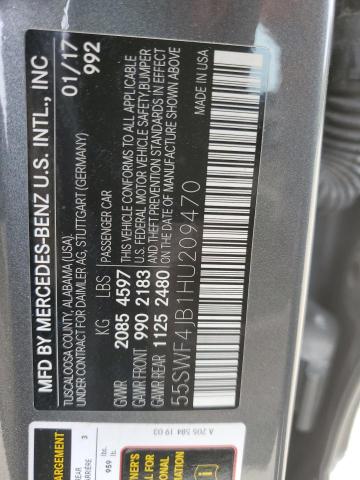 MFD BY MERCEDES-BENZ U.S. INTL., INC
TUSCALOOSA COUNTY, ALABAMA (USA)
UNDER CONTRACT FOR DAIMLER AG, STUTTGART (GERMANY)
01/17
992
KG LBS
GVWR 2085 4597
GAWR FRONT 990 2183
GAWR REAR 1125 2480
PASSENGER CAR
THIS VEHICLE CONFORMS TO ALL APPLICABLE
U.S. FEDERAL MOTOR VEHICLE SAFETY,BUMPER,
AND THEFT PREVENTION STANDARDS IN EFFECT
ON THE DATE OF MANUFACTURE SHOWN ABOVE
55SWF4JB1HU209470
A 205 584 19 03
3
959 lbs.